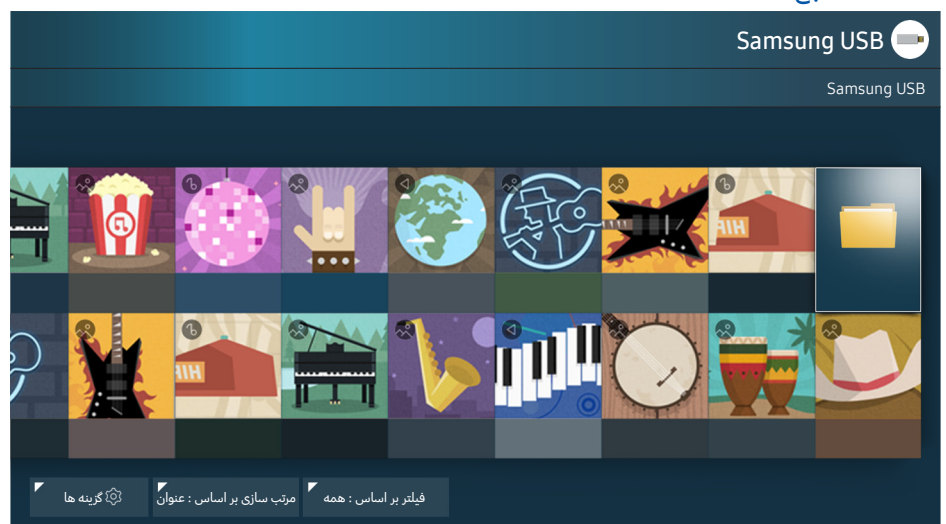 Samsung USB
Samsung USB
فیلتر بر اساس : همه
مرتب سازی بر اساس : عنوان
گزینه ها